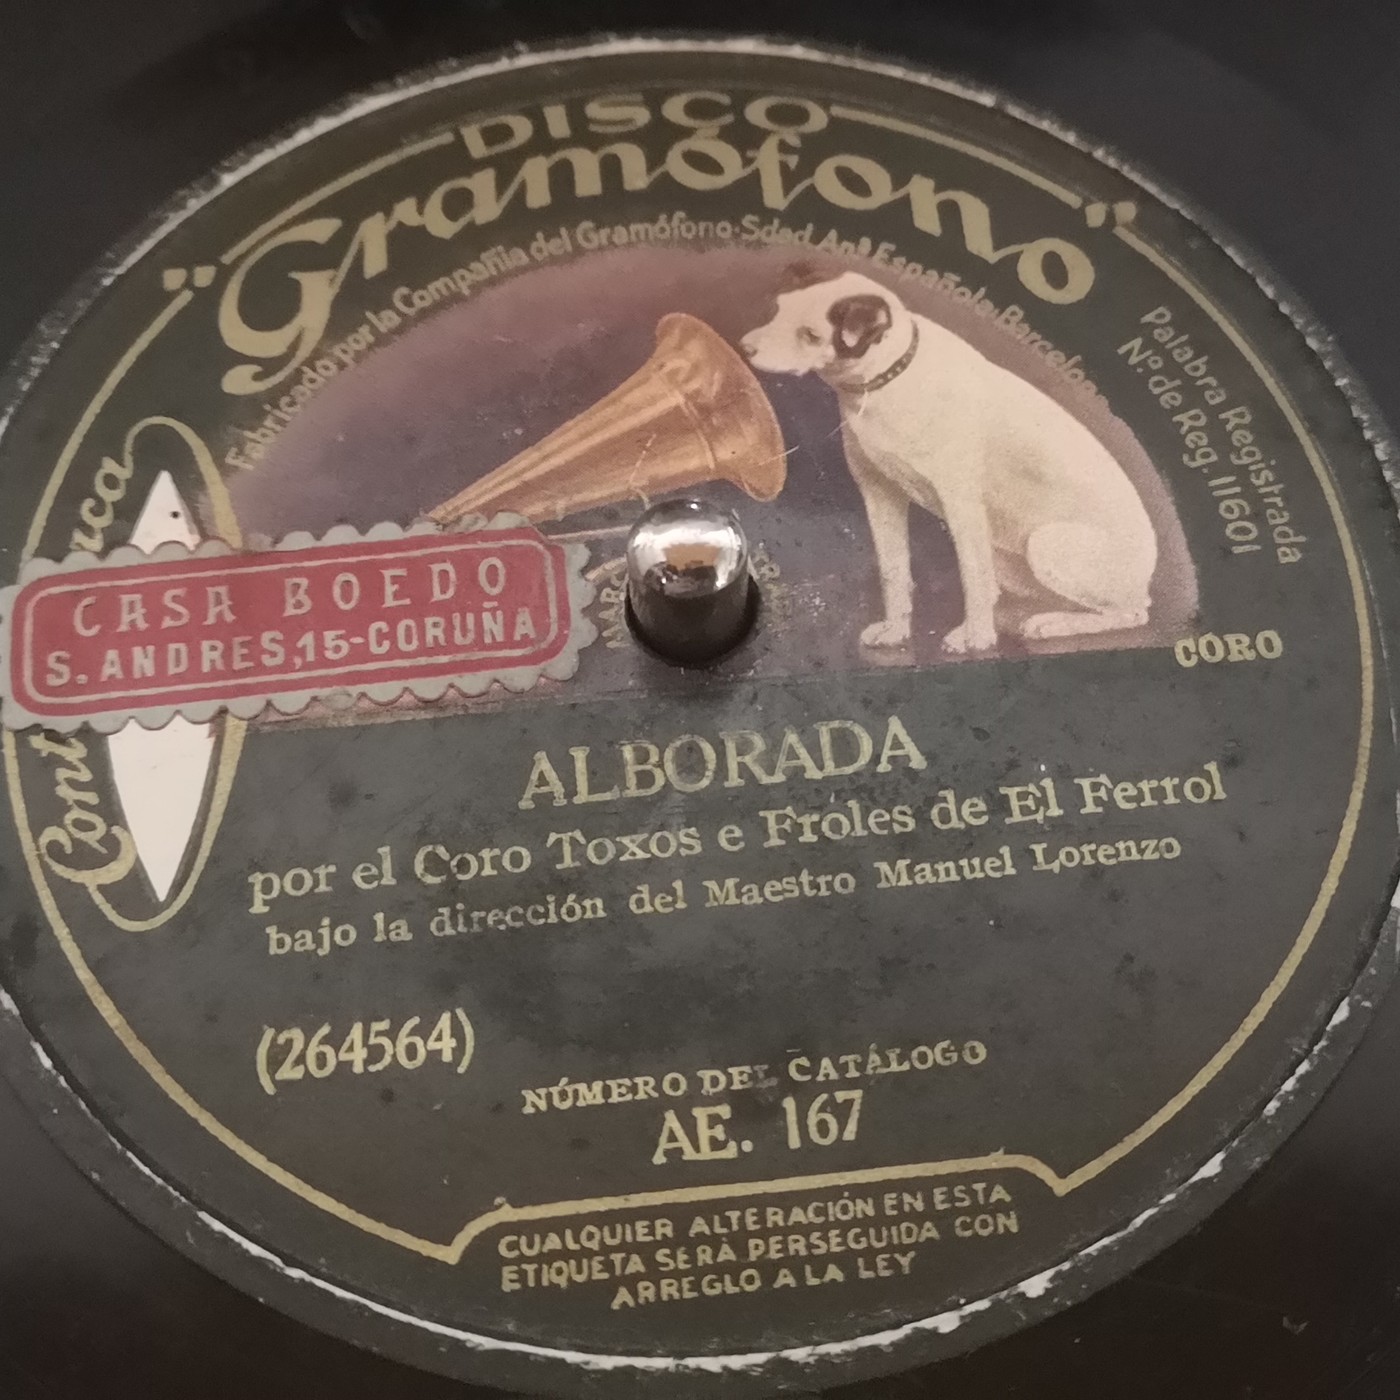 DISCO
"Gramófono"
Fabricado por la Compañía del Gramófono-Sdad. Anª. Española-Barcelona
Palabra Registrada
Nº. de Reg. 11601
CASA BOEDO
S. ANDRES, 15-CORUÑA
CORO
ALBORADA
por el Coro Toxos e Froles de El Ferrol
bajo la dirección del Maestro Manuel Lorenzo
(264564)
NÚMERO DEL CATÁLOGO
AE. 167
CUALQUIER ALTERACIÓN EN ESTA
ETIQUETA SERÁ PERSEGUIDA CON
ARREGLO A LA LEY